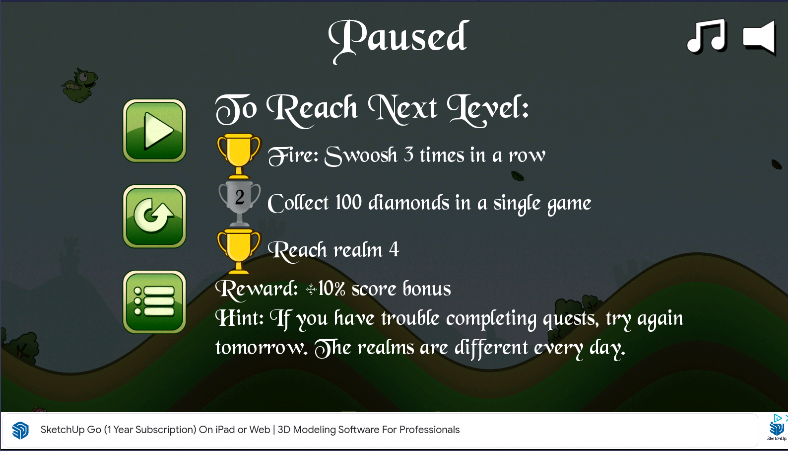 Paused
To Reach Next Level:
Fire: Swoosh 3 times in a row
2
Collect 100 diamonds in a single game
Reach realm 4
Reward: +10% score bonus
Hint: If you have trouble completing quests, try again
tomorrow. The realms are different every day.
SketchUp Go (1 Year Subscription) On iPad or Web | 3D Modeling Software For Professionals
SketchUp